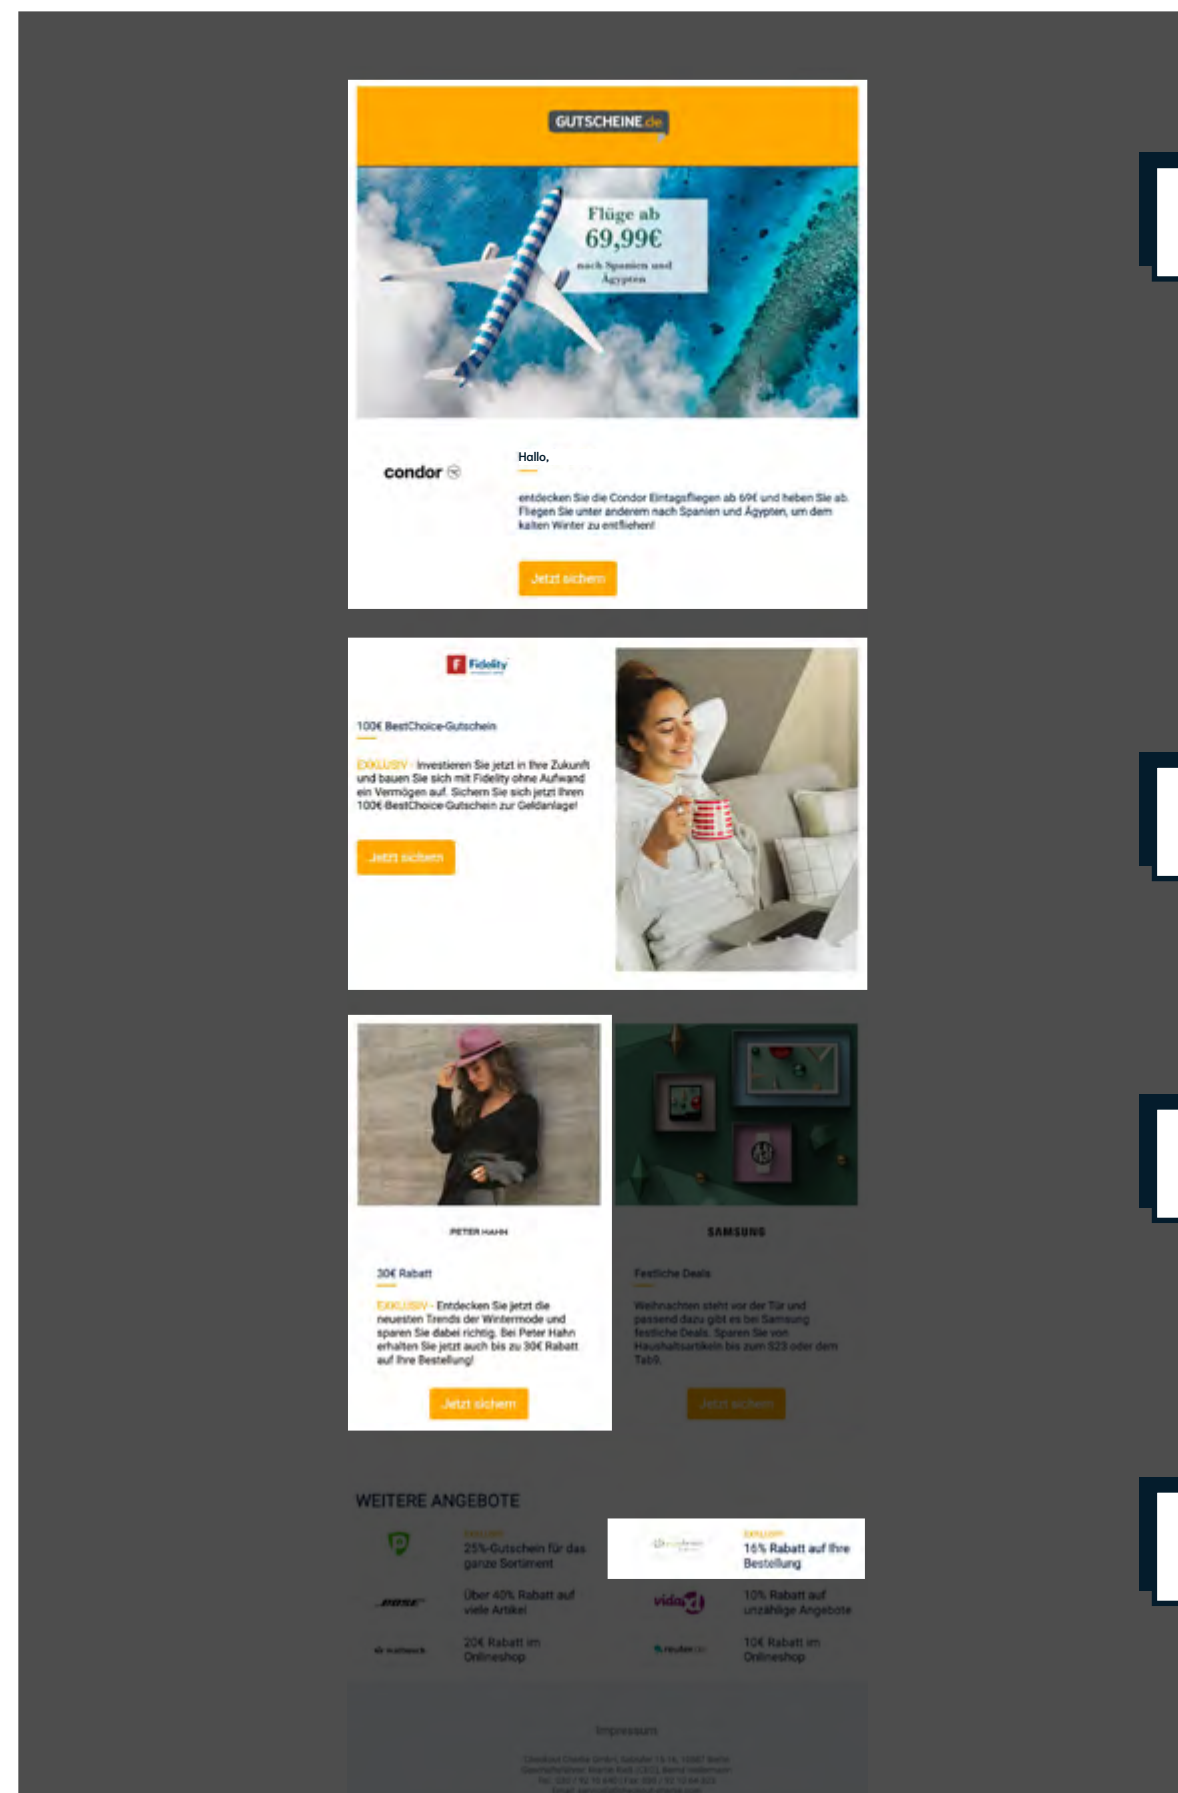 GUTSCHEINE.de
Flüge ab
69,99€
nach Spanien und
Ägypten
condor
Hallo,
entdecken Sie die Condor Eintagsfliegen ab 69€ und heben Sie ab.
Fliegen Sie unter anderem nach Spanien und Ägypten, um dem
kalten Winter zu entfliehen!
Jetzt sichern
F Fidelity
100€ BestChoice-Gutschein
EXKLUSIV - Investieren Sie jetzt in Ihre Zukunft
und bauen Sie sich mit Fidelity ohne Aufwand
ein Vermögen auf. Sichern Sie sich jetzt Ihren
100€-BestChoice-Gutschein zur Geldanlage!
Jetzt sichern
PETER HAHN
30€ Rabatt
EXKLUSIV - Entdecken Sie jetzt die
neuesten Trends der Wintermode und
sparen Sie dabei richtig. Bei Peter Hahn
erhalten Sie jetzt auch bis zu 30€ Rabatt
auf Ihre Bestellung!
Jetzt sichern
SAMSUNG
Festliche Deals
Weihnachten steht vor der Tür und
passend dazu gibt es bei Samsung
festliche Deals. Sparen Sie von
Haushaltsartikeln bis zum S23 oder dem
Tab9.
Jetzt sichern
WEITERE ANGEBOTE
EXKLUSIV
25%-Gutschein für das
ganze Sortiment
EXKLUSIV
16% Rabatt auf Ihre
Bestellung
BOSE
Über 40% Rabatt auf
viele Artikel
vidaXL
10% Rabatt auf
unzählige Angebote
20€ Rabatt im
Onlineshop
reuter.de
10€ Rabatt im
Onlineshop
Impressum